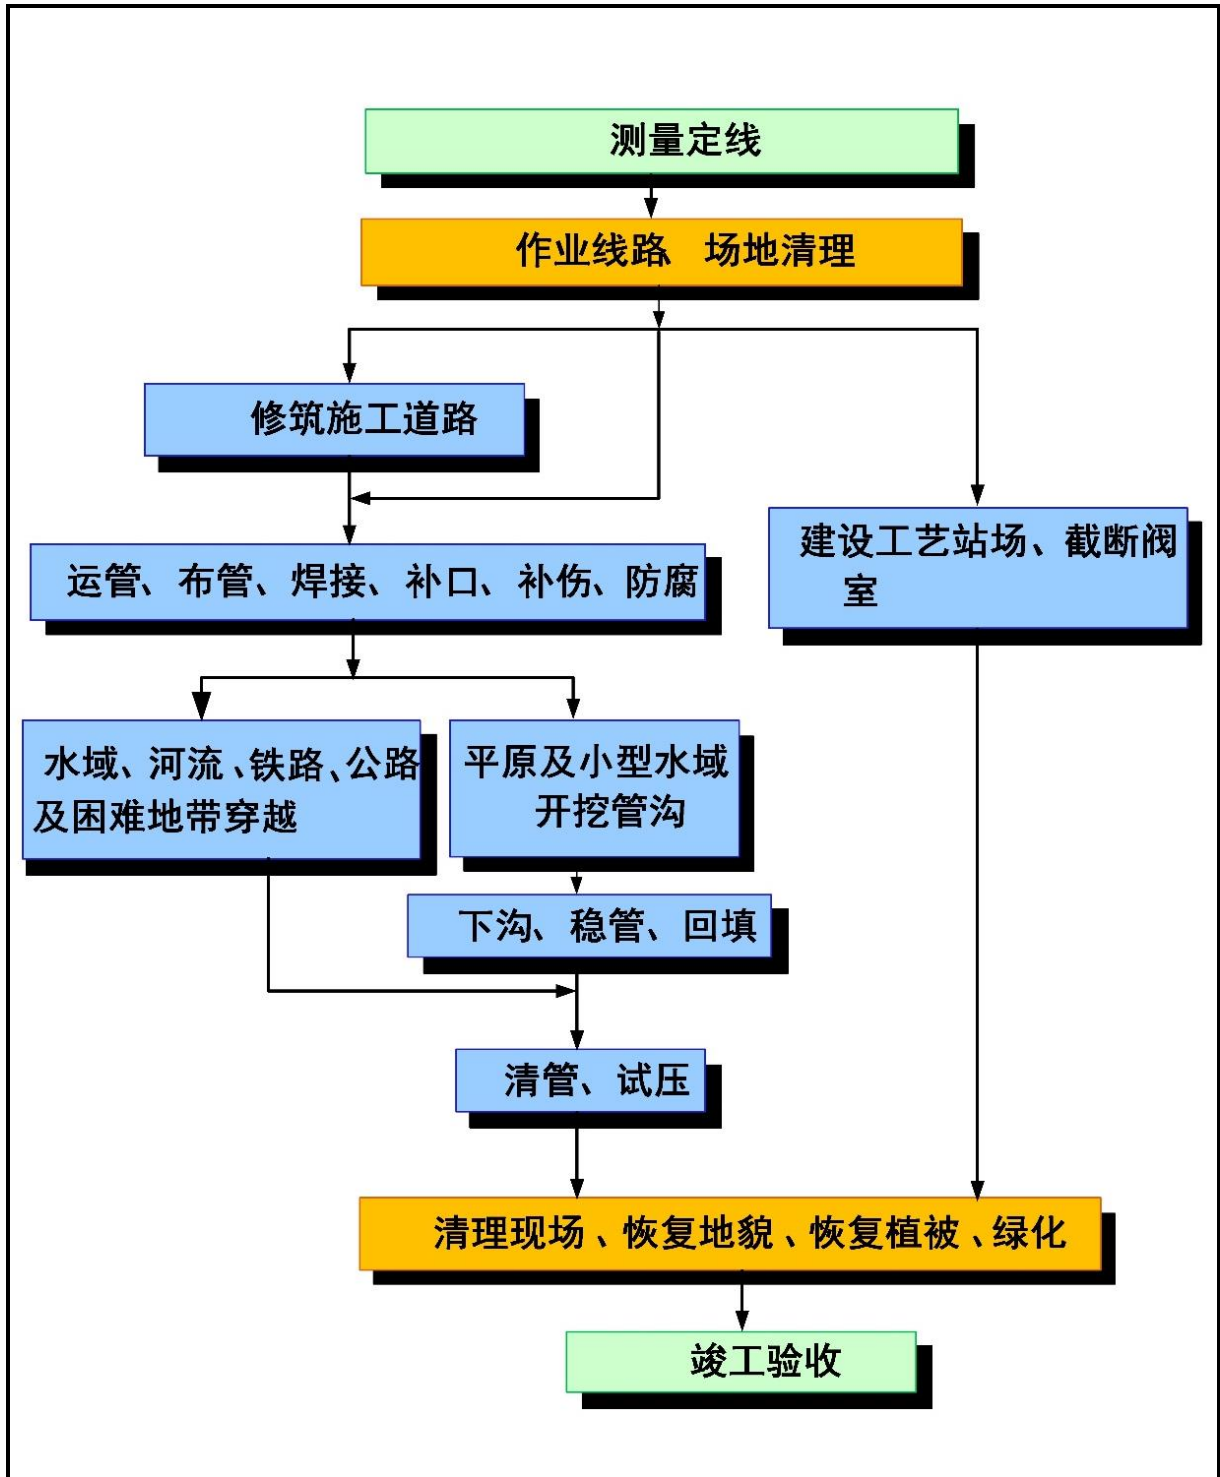 测量定线
作业线路、场地清理
修筑施工道路
建设工艺站场、截断阀
室
运管、布管、焊接、补口、补伤、防腐
水域、河流、铁路、公路
及困难地带穿越
平原及小型水域
开挖管沟
下沟、稳管、回填
清管、试压
清理现场、恢复地貌、恢复植被、绿化
竣工验收